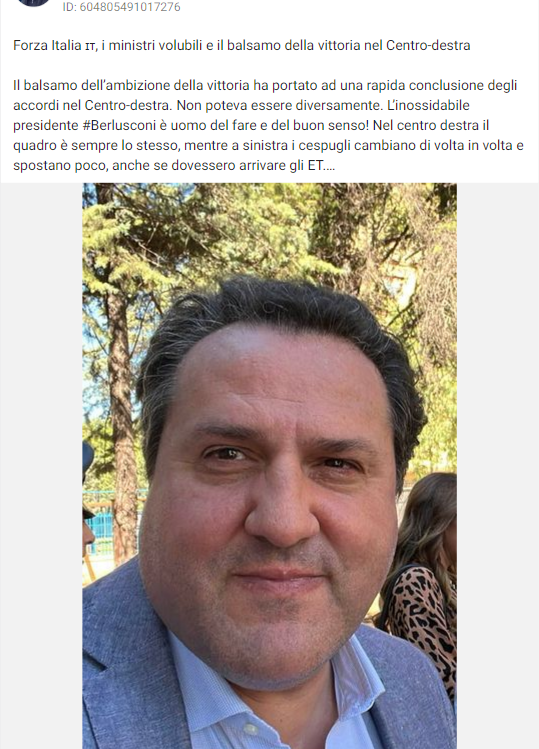 ID: 604805491017276
Forza Italia ɪᴛ, i ministri volubili e il balsamo della vittoria nel Centro-destra
Il balsamo dell'ambizione della vittoria ha portato ad una rapida conclusione degli
accordi nel Centro-destra. Non poteva essere diversamente. L'inossidabile
presidente #Berlusconi è uomo del fare e del buon senso! Nel centro destra il
quadro è sempre lo stesso, mentre a sinistra i cespugli cambiano di volta in volta e
spostano poco, anche se dovessero arrivare gli ET....